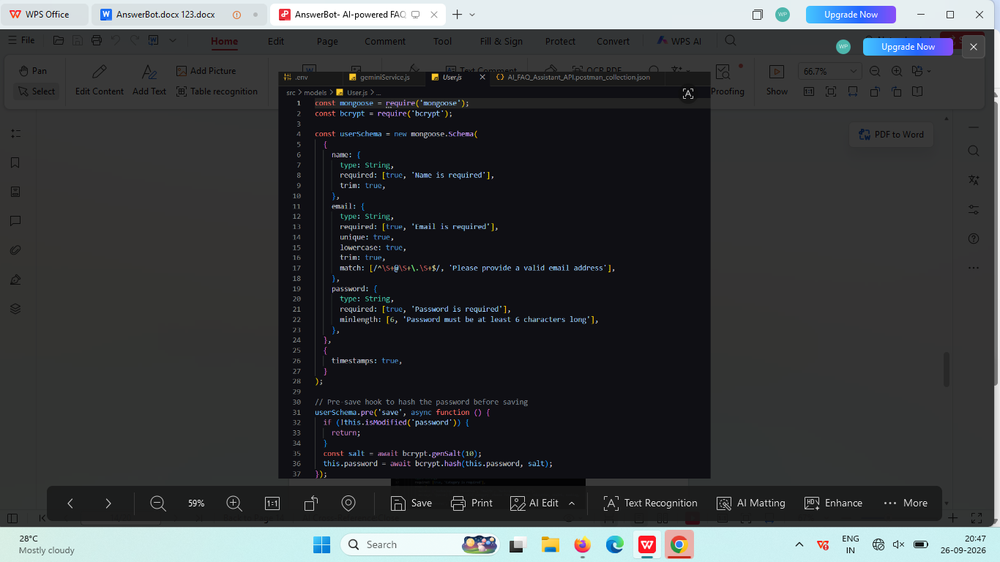 WPS Office
AnswerBot.docx 123.docx
AnswerBot- AI-powered FAQ
WP
Upgrade Now
File
Home
Edit
Page
Comment
Tool
Fill & Sign
Protect
Convert
WPS AI
WP
Upgrade Now
Pan
Select
Edit Content
Add Text
Add Picture
Table recognition
Text Comment
OCR PDF
Proofing
Show
66.7%
PDF to Word
.env
geminiService.js
User.js
AI_FAQ_Assistant_API.postman_collection.json
src > models > User.js > ...
1 const mongoose = require('mongoose');
2 const bcrypt = require('bcrypt');
3
4 const userSchema = new mongoose.Schema(
5 {
6 name: {
7 type: String,
8 required: [true, 'Name is required'],
9 trim: true,
10 },
11 email: {
12 type: String,
13 required: [true, 'Email is required'],
14 unique: true,
15 lowercase: true,
16 trim: true,
17 match: [/^\S+@\S+\.\S+$/, 'Please provide a valid email address'],
18 },
19 password: {
20 type: String,
21 required: [true, 'Password is required'],
22 minlength: [6, 'Password must be at least 6 characters long'],
23 },
24 },
25 {
26 timestamps: true,
27 }
28 );
29
30 // Pre-save hook to hash the password before saving
31 userSchema.pre('save', async function () {
32 if (!this.isModified('password')) {
33 return;
34 }
35 const salt = await bcrypt.genSalt(10);
36 this.password = await bcrypt.hash(this.password, salt);
37 });
59%
1:1
Save
Print
AI Edit
Text Recognition
AI Matting
HD
Enhance
More
28°C
Mostly cloudy
Search
ENG
IN
20:47
26-09-2026